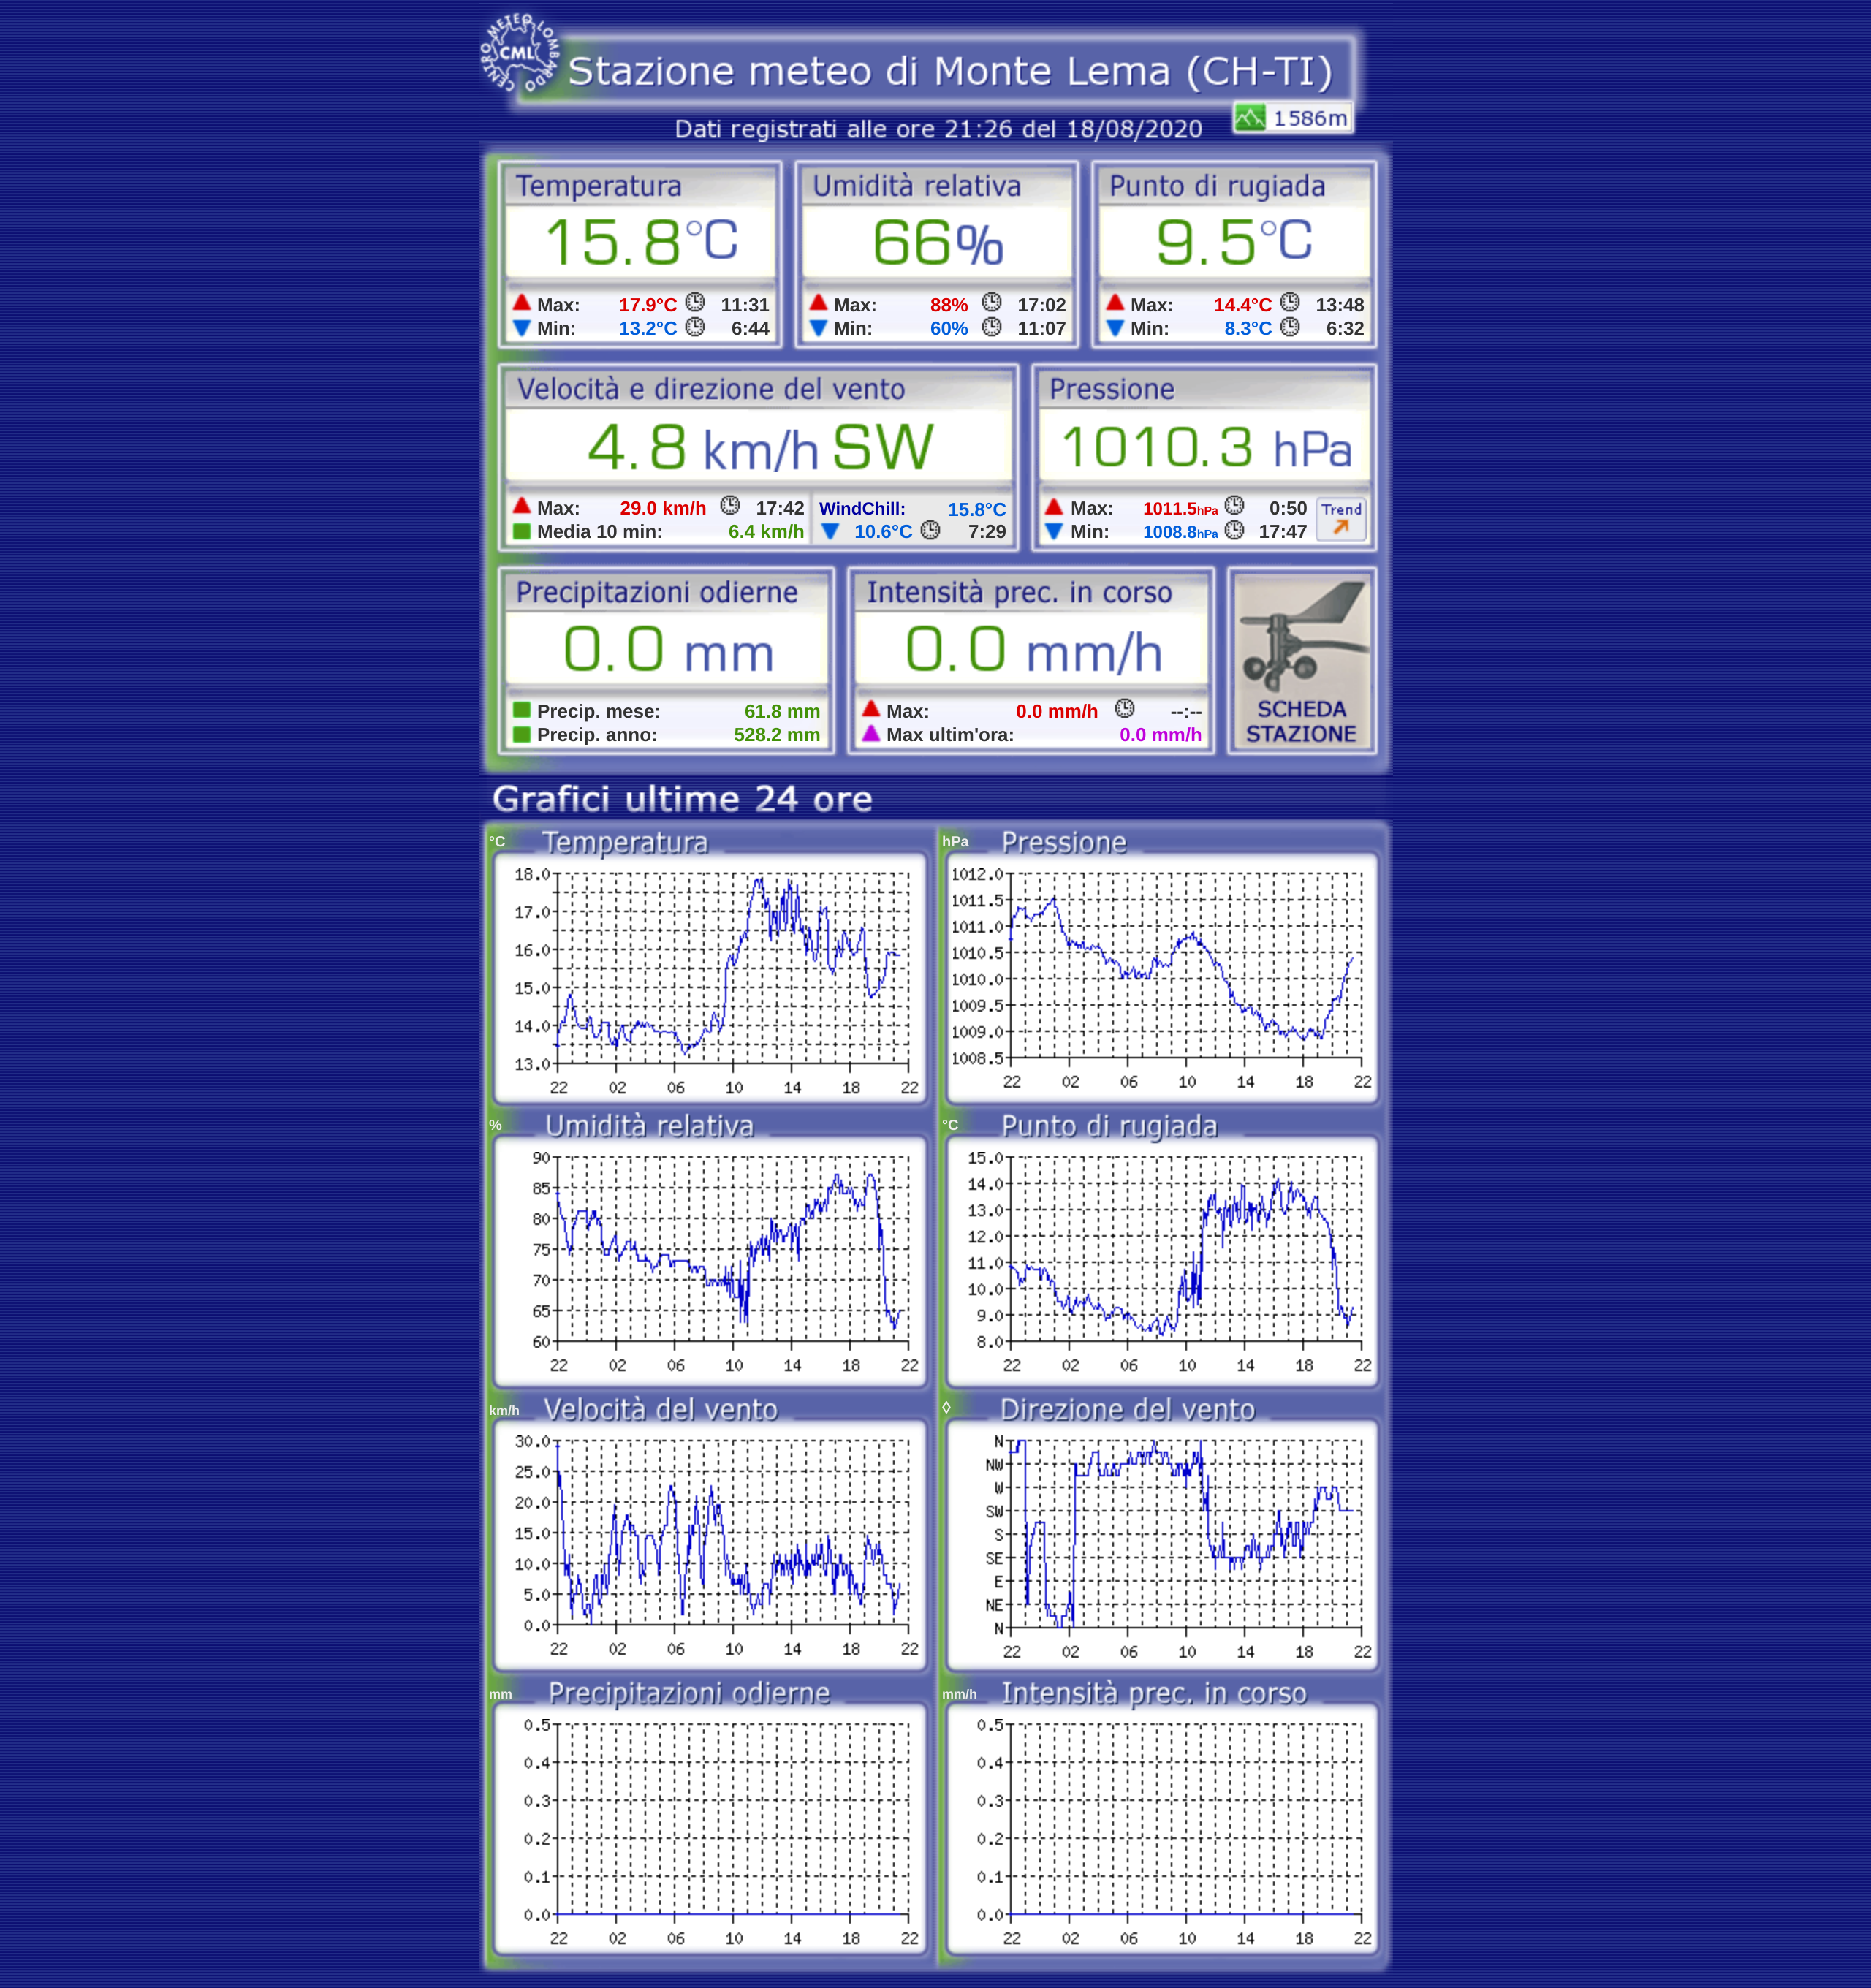 CENTRO METEO LOMBARDO
CML
Stazione meteo di Monte Lema (CH-TI)
1586m
Dati registrati alle ore 21:26 del 18/08/2020
Temperatura Umidità relativa Punto di rugiada
15.8°C 66% 9.5°C
Max: 17.9°C 11:31 Max: 88% 17:02 Max: 14.4°C 13:48
Min: 13.2°C 6:44 Min: 60% 11:07 Min: 8.3°C 6:32
Velocità e direzione del vento Pressione
4.8 km/h SW 1010.3 hPa
Max: 29.0 km/h 17:42 WindChill: 15.8°C Max: 1011.5hPa 0:50 Trend
Media 10 min: 6.4 km/h 10.6°C 7:29 Min: 1008.8hPa 17:47
Precipitazioni odierne Intensità prec. in corso
0.0 mm 0.0 mm/h
Precip. mese: 61.8 mm Max: 0.0 mm/h --:-- SCHEDA
Precip. anno: 528.2 mm Max ultim'ora: 0.0 mm/h STAZIONE
Grafici ultime 24 ore
°C Temperatura
18.0
17.0
16.0
15.0
14.0
13.0
22 02 06 10 14 18 22
hPa Pressione
1012.0
1011.5
1011.0
1010.5
1010.0
1009.5
1009.0
1008.5
22 02 06 10 14 18 22
% Umidità relativa
90
85
80
75
70
65
60
22 02 06 10 14 18 22
°C Punto di rugiada
15.0
14.0
13.0
12.0
11.0
10.0
9.0
8.0
22 02 06 10 14 18 22
km/h Velocità del vento
30.0
25.0
20.0
15.0
10.0
5.0
0.0
22 02 06 10 14 18 22
◊ Direzione del vento
N
NW
W
SW
S
SE
E
NE
N
22 02 06 10 14 18 22
mm Precipitazioni odierne
0.5
0.4
0.3
0.2
0.1
0.0
22 02 06 10 14 18 22
mm/h Intensità prec. in corso
0.5
0.4
0.3
0.2
0.1
0.0
22 02 06 10 14 18 22